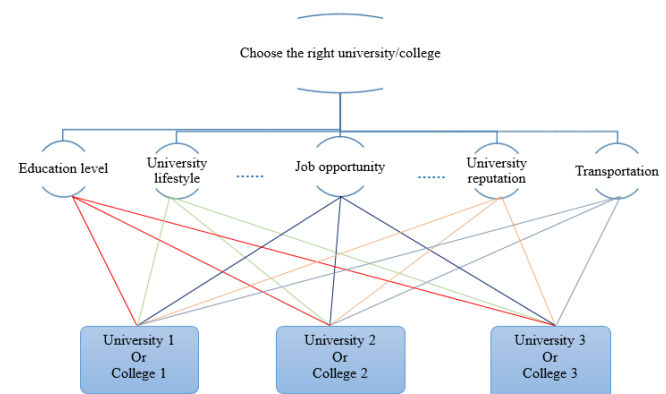 Choose the right university/college
Education level
University
lifestyle
......
Job opportunity
......
University
reputation
Transportation
University 1
Or
College 1
University 2
Or
College 2
University 3
Or
College 3